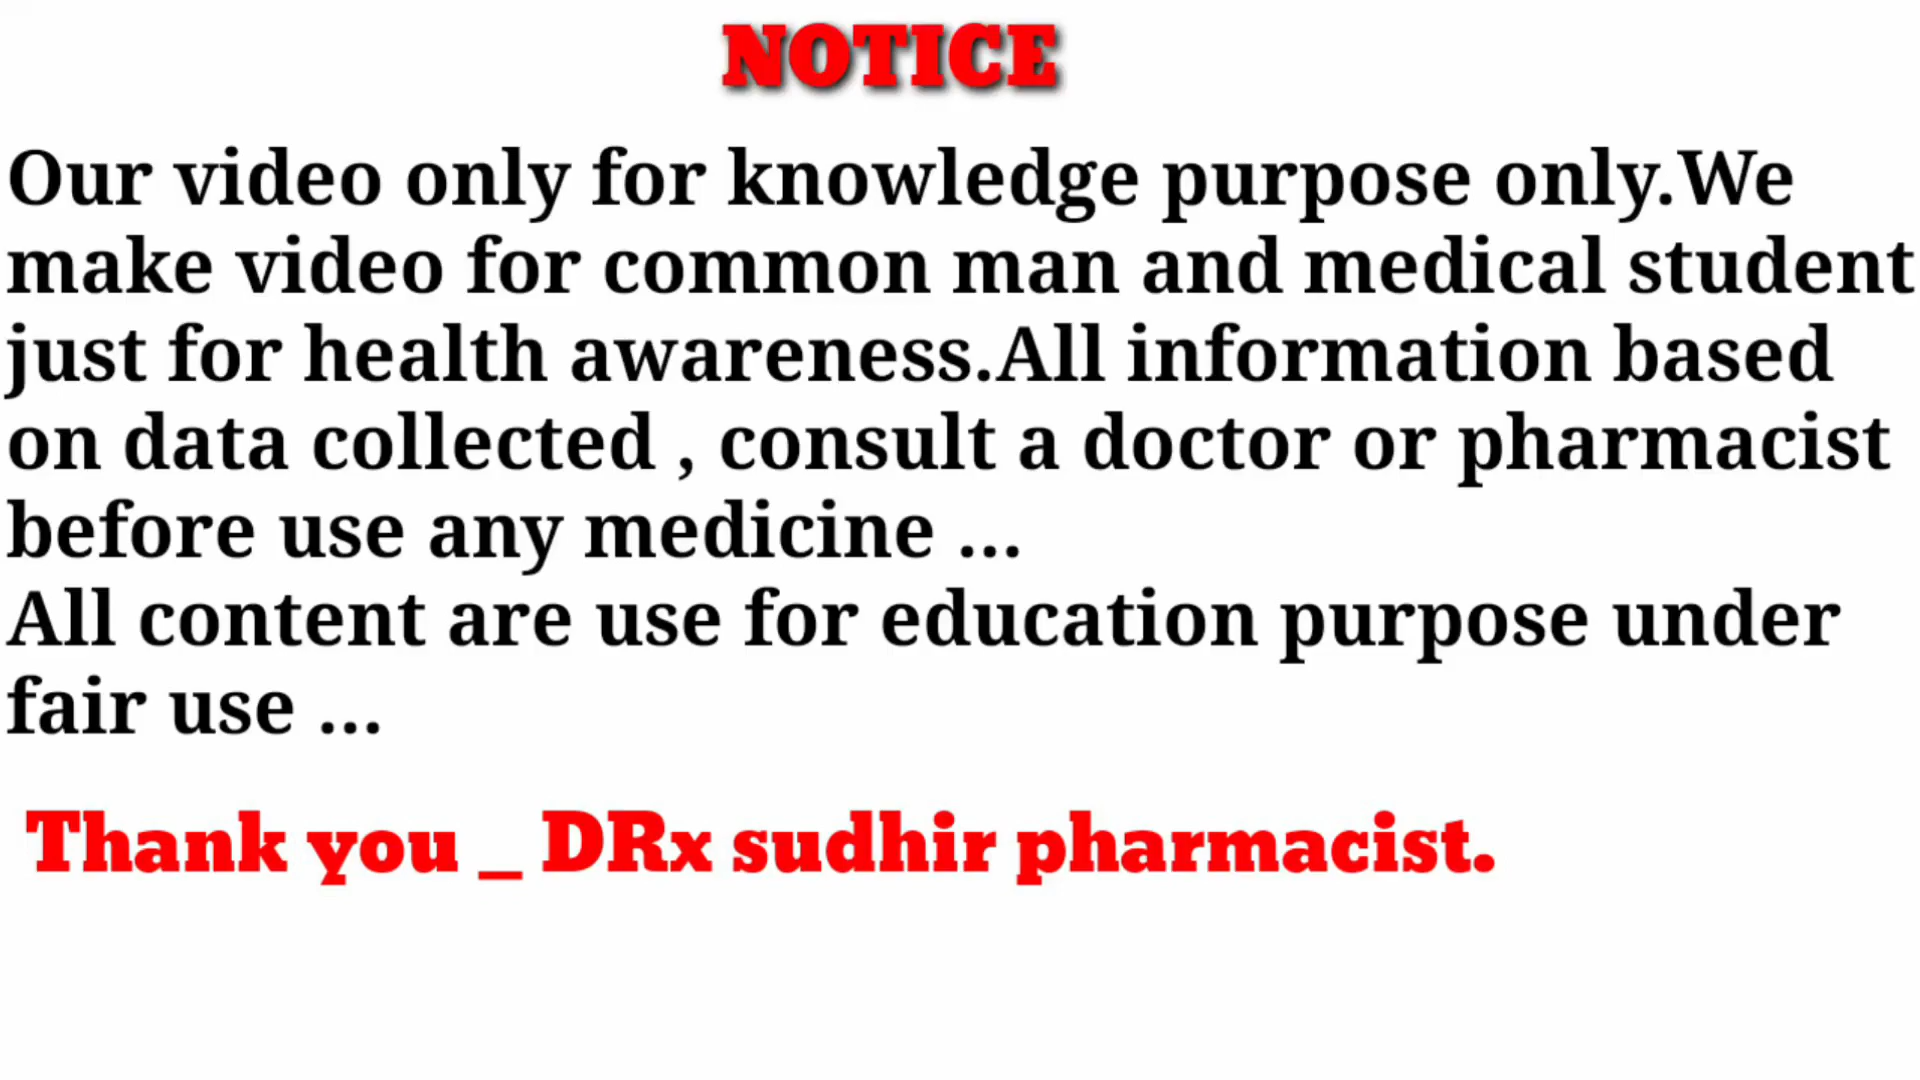 NOTICE
Our video only for knowledge purpose only.We
make video for common man and medical student
just for health awareness.All information based
on data collected , consult a doctor or pharmacist
before use any medicine ...
All content are use for education purpose under
fair use ...
Thank you _ DRx sudhir pharmacist.